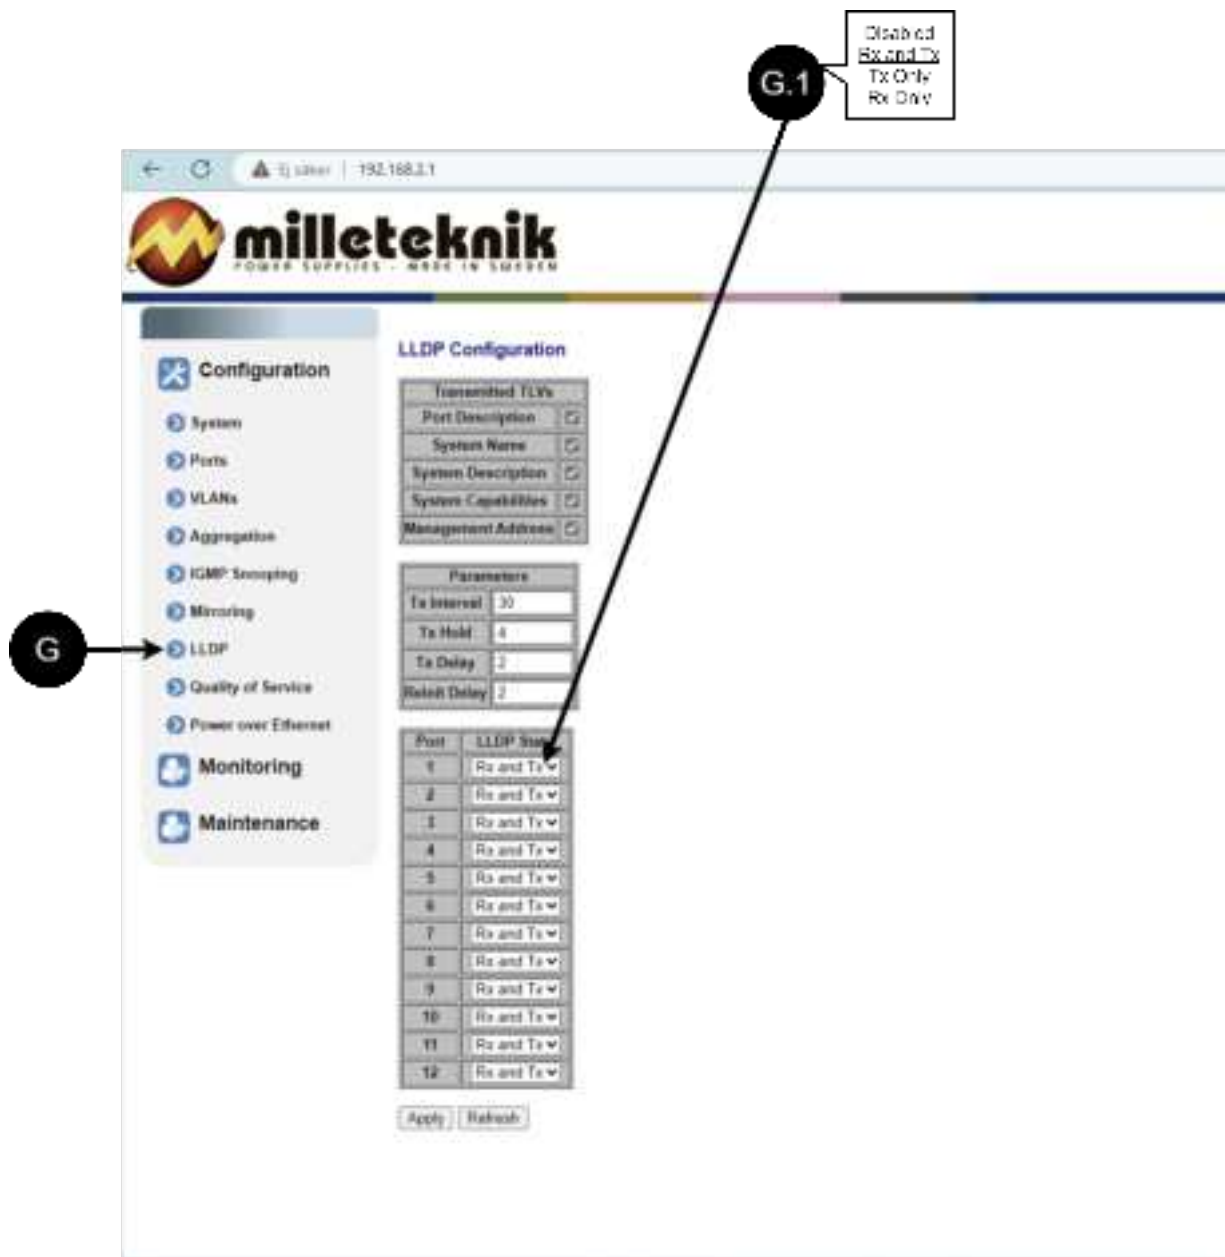 Disabled
Rx and Tx
Tx Only
Rx Only
G.1
Ej säker | 192.168.2.1
milleteknik
POWER SUPPLIES - MADE IN SWEDEN
Configuration
System
Ports
VLANs
Aggregation
IGMP Snooping
Mirroring
G
LLDP
Quality of Service
Power over Ethernet
Monitoring
Maintenance
LLDP Configuration
Transmitted TLVs
Port Description
System Name
System Description
System Capabilities
Management Address
Parameters
Tx Interval 30
Tx Hold 4
Tx Delay 2
Reinit Delay 2
Port LLDP State
1 Rx and Tx
2 Rx and Tx
3 Rx and Tx
4 Rx and Tx
5 Rx and Tx
6 Rx and Tx
7 Rx and Tx
8 Rx and Tx
9 Rx and Tx
10 Rx and Tx
11 Rx and Tx
12 Rx and Tx
Apply Refresh